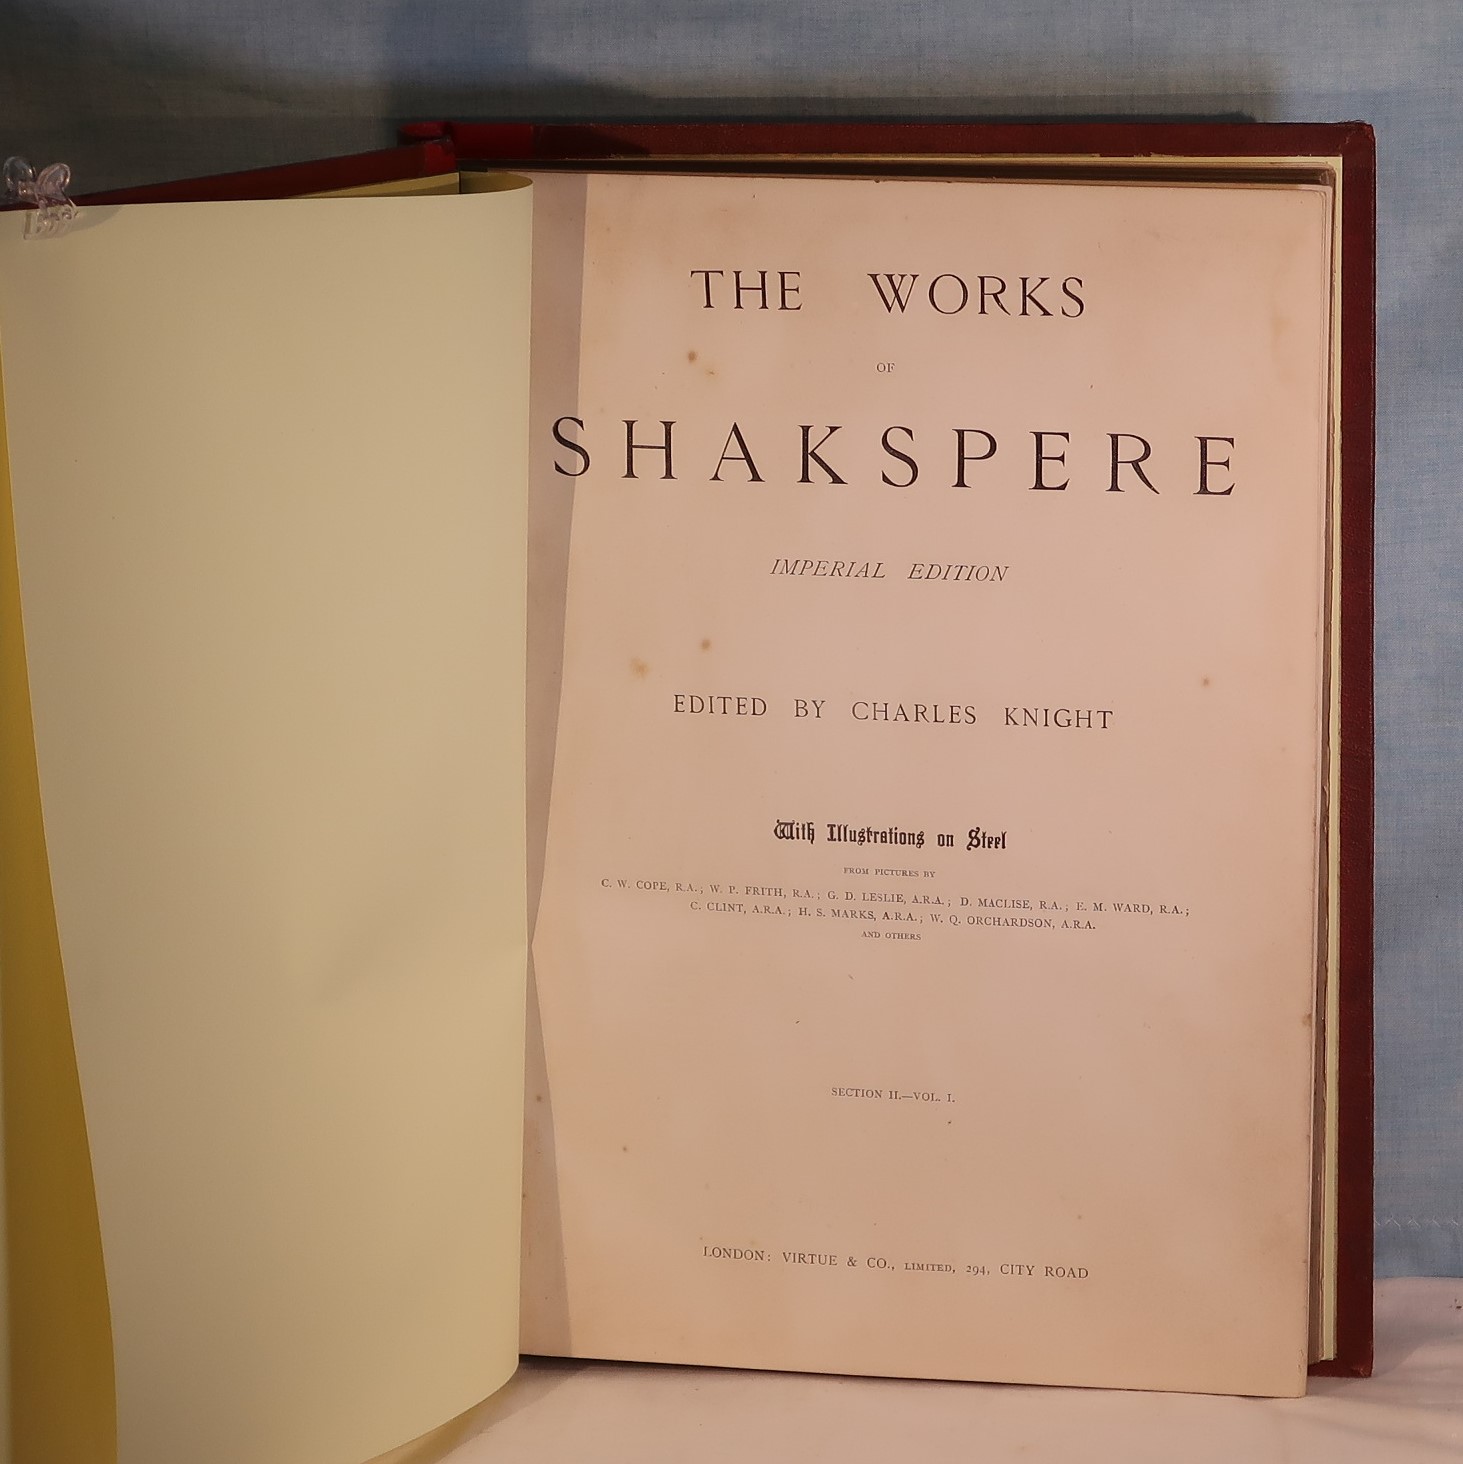 THE WORKS
OF
SHAKSPERE
IMPERIAL EDITION
EDITED BY CHARLES KNIGHT
With Illustrations on Steel
FROM PICTURES BY
C. W. COPE, R.A.; W. P. FRITH, R.A.; G. D. LESLIE, A.R.A.; D. MACLISE, R.A.; E. M. WARD, R.A.;
C. CLINT, A.R.A.; H. S. MARKS, A.R.A.; W. Q. ORCHARDSON, A.R.A.
AND OTHERS
SECTION II.—VOL. I.
LONDON: VIRTUE & CO., LIMITED, 294, CITY ROAD